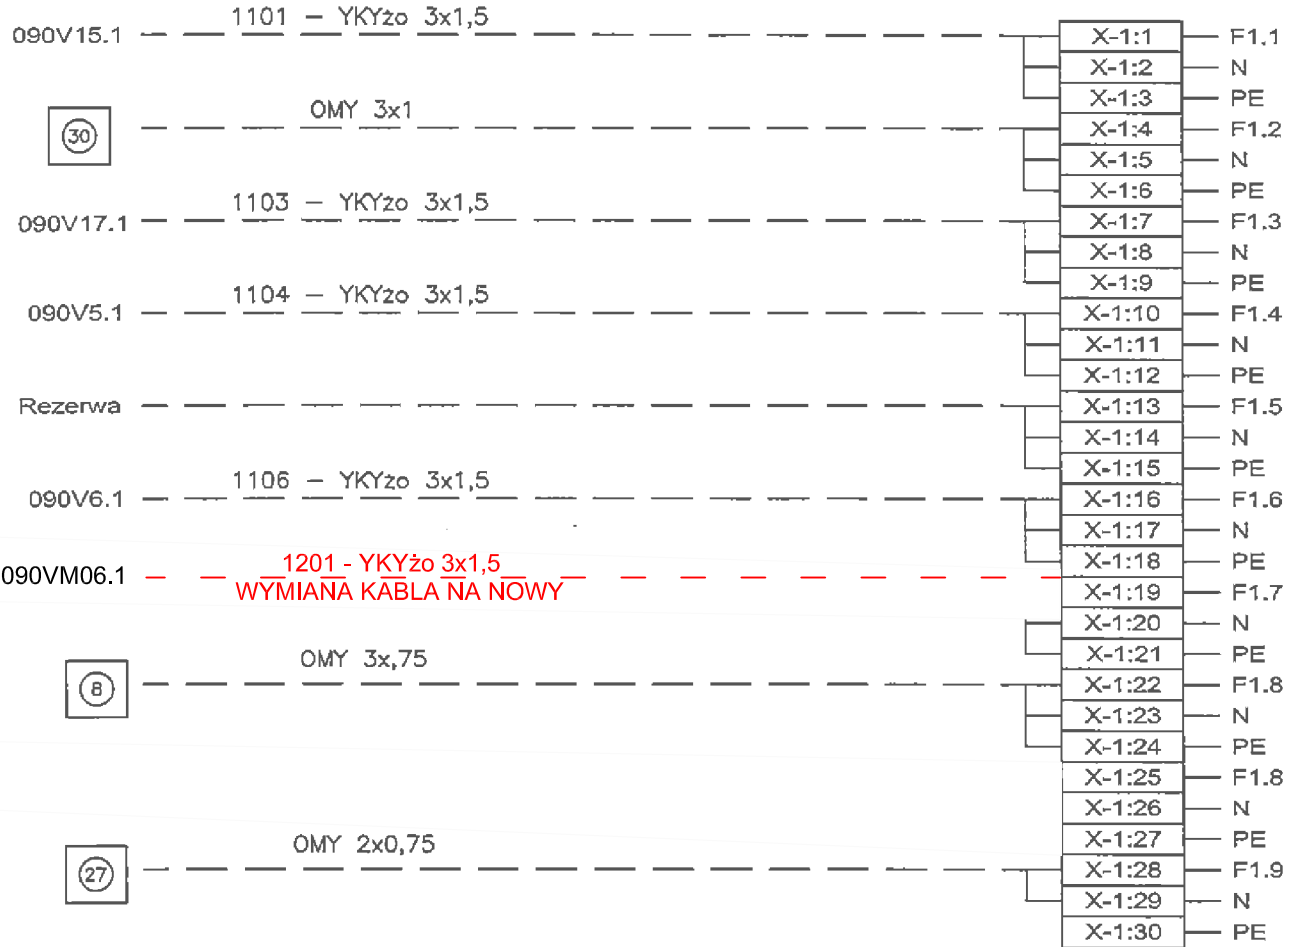 1101 – YKYżo 3x1,5
090V15.1 X-1:1 F1.1
X-1:2 N
X-1:3 PE
OMY 3x1
30 X-1:4 F1.2
X-1:5 N
X-1:6 PE
1103 – YKYżo 3x1,5
090V17.1 X-1:7 F1.3
X-1:8 N
X-1:9 PE
1104 – YKYżo 3x1,5
090V5.1 X-1:10 F1.4
X-1:11 N
X-1:12 PE
Rezerwa X-1:13 F1.5
X-1:14 N
X-1:15 PE
1106 – YKYżo 3x1,5
090V6.1 X-1:16 F1.6
X-1:17 N
X-1:18 PE
1201 - YKYżo 3x1,5
090VM06.1
WYMIANA KABLA NA NOWY X-1:19 F1.7
X-1:20 N
X-1:21 PE
OMY 3x,75
8 X-1:22 F1.8
X-1:23 N
X-1:24 PE
X-1:25 F1.8
X-1:26 N
X-1:27 PE
OMY 2x0,75
27 X-1:28 F1.9
X-1:29 N
X-1:30 PE